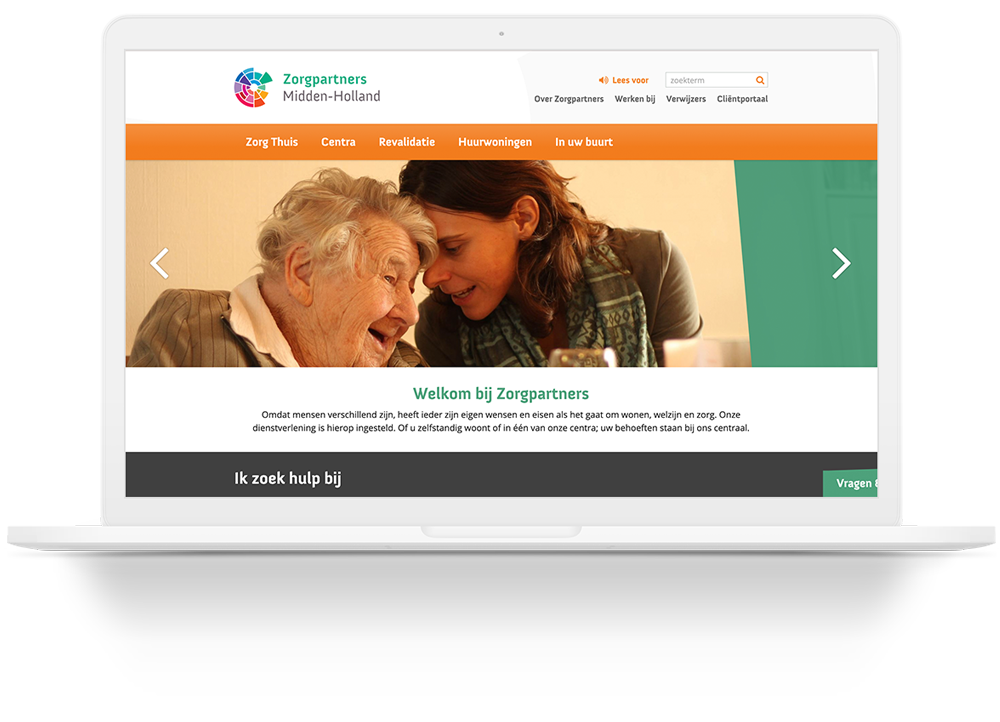 Zorgpartners
Midden-Holland
Lees voor
zoekterm
Over Zorgpartners Werken bij Verwijzers Cliëntportaal
Zorg Thuis Centra Revalidatie Huurwoningen In uw buurt
Welkom bij Zorgpartners
Omdat mensen verschillend zijn, heeft ieder zijn eigen wensen en eisen als het gaat om wonen, welzijn en zorg. Onze
dienstverlening is hierop ingesteld. Of u zelfstandig woont of in één van onze centra; uw behoeften staan bij ons centraal.
Ik zoek hulp bij
Vragen